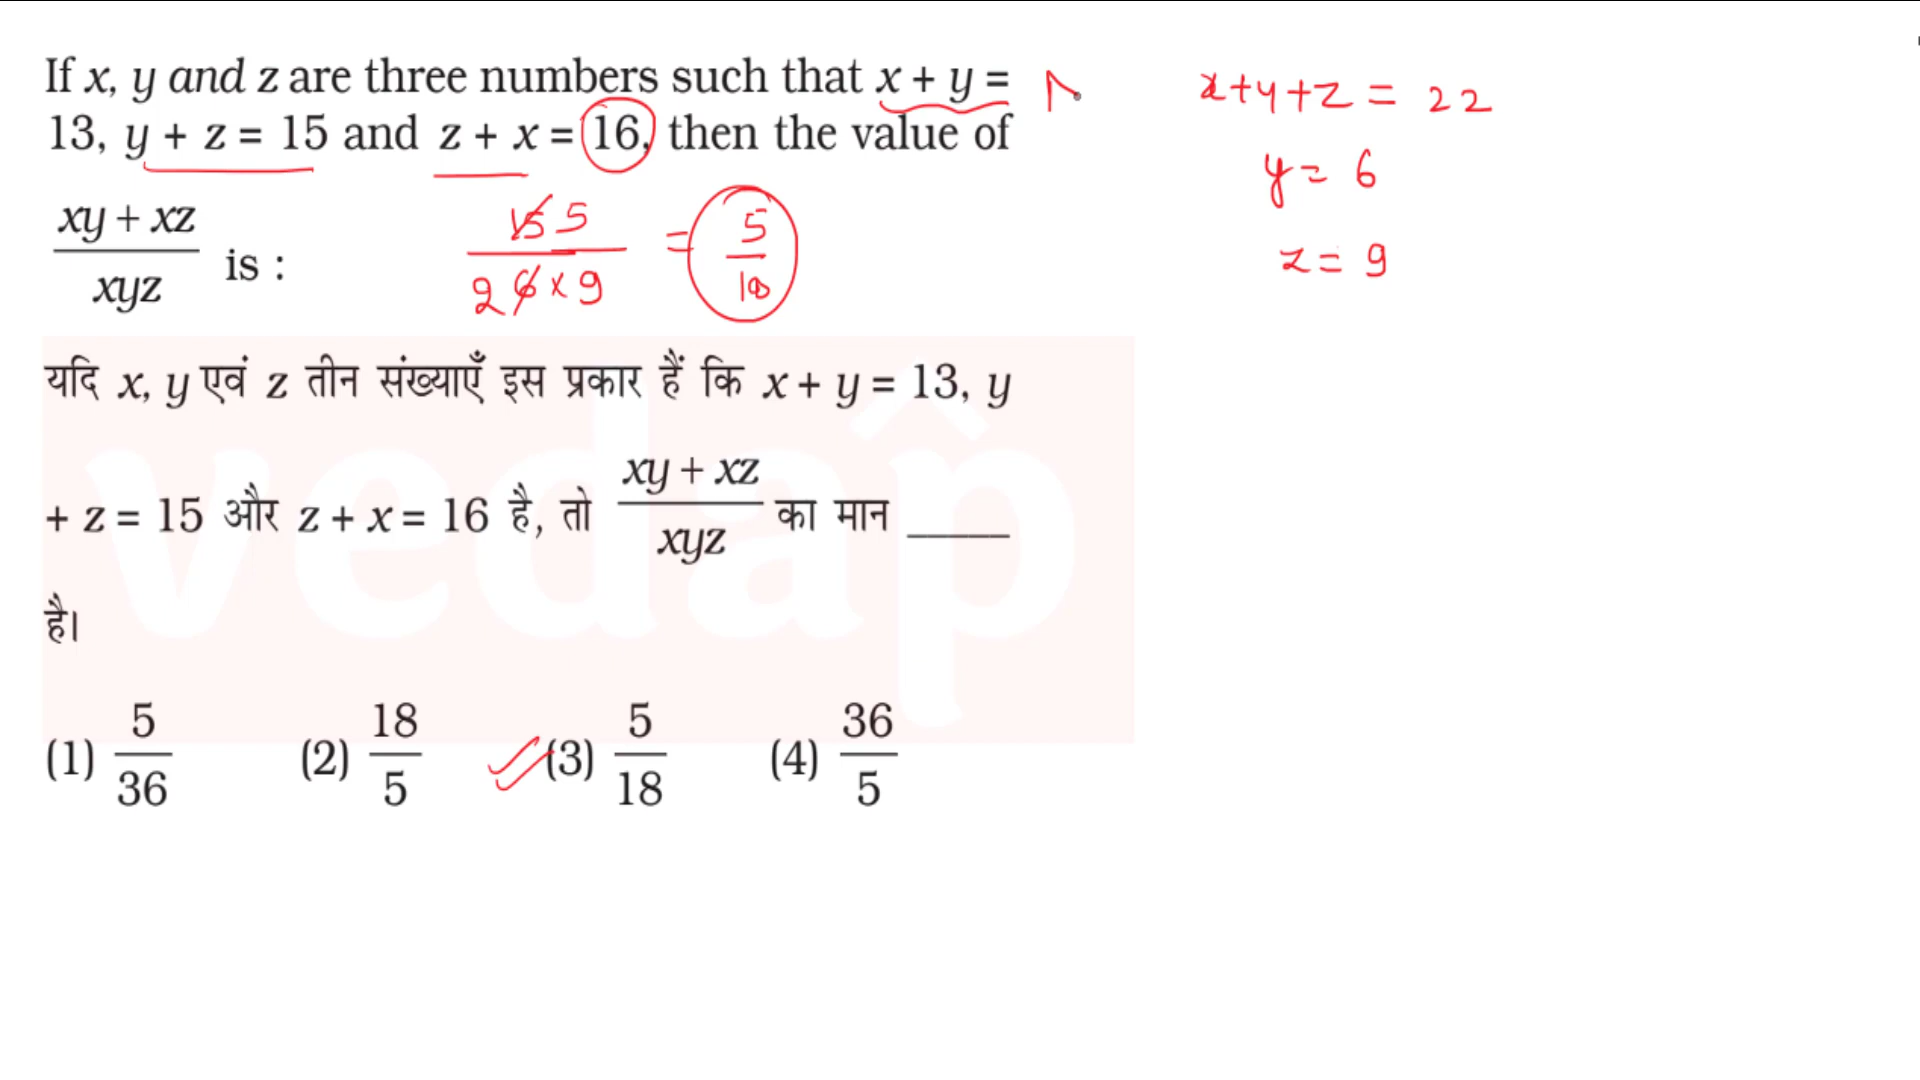 If x, y and z are three numbers such that x + y =
13, y + z = 15 and z + x = 16, then the value of
xy + xz
xyz
is :
15 5
2 6 x 9
=
5
18
x+y+z = 22
y = 6
z = 9
यदि x, y एवं z तीन संख्याएँ इस प्रकार हैं कि x + y = 13, y
+ z = 15 और z + x = 16 है, तो xy + xz / xyz का मान _____
है।
(1) 5/36 (2) 18/5 (3) 5/18 (4) 36/5
vedap